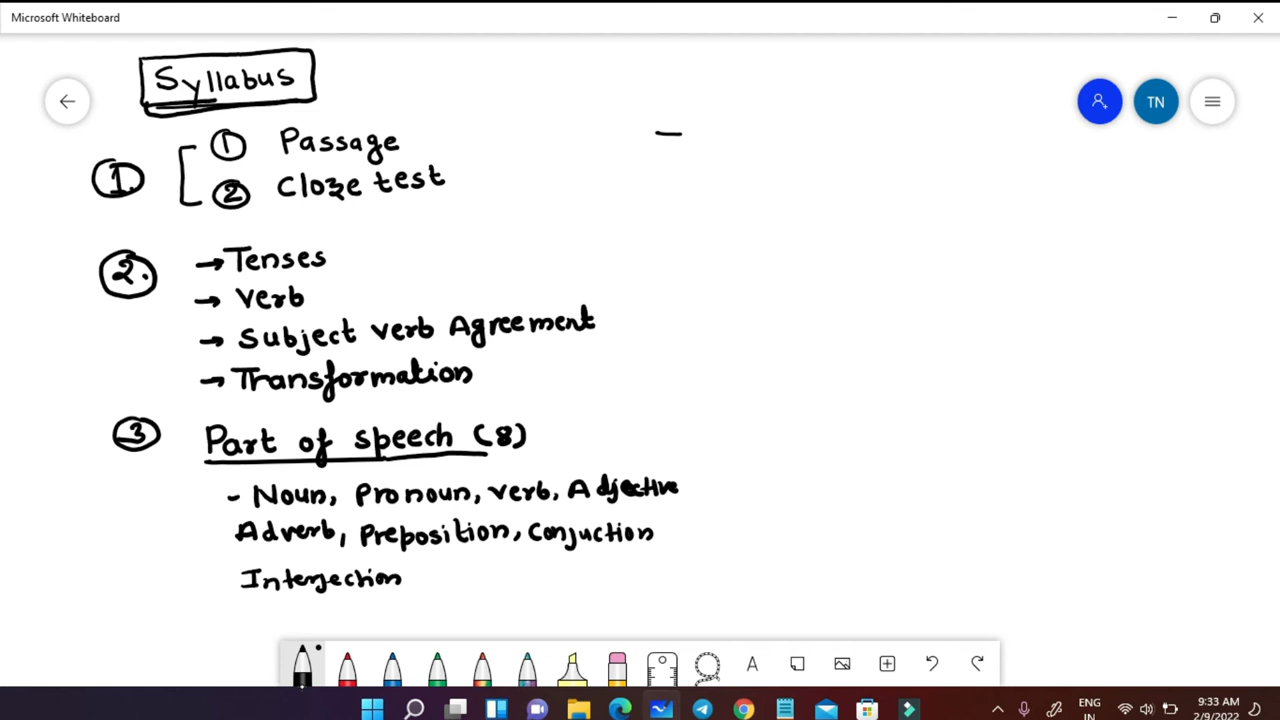 Microsoft Whiteboard
Syllabus
TN
1. ① Passage
② Cloze test
2. → Tenses
→ Verb
→ Subject verb Agreement
→ Transformation
3 Part of speech (8)
- Noun, Pronoun, Verb, Adjective
Adverb, Preposition, Conjuction
Interjection
A
ENG
IN
9:33 AM
2/9/2022